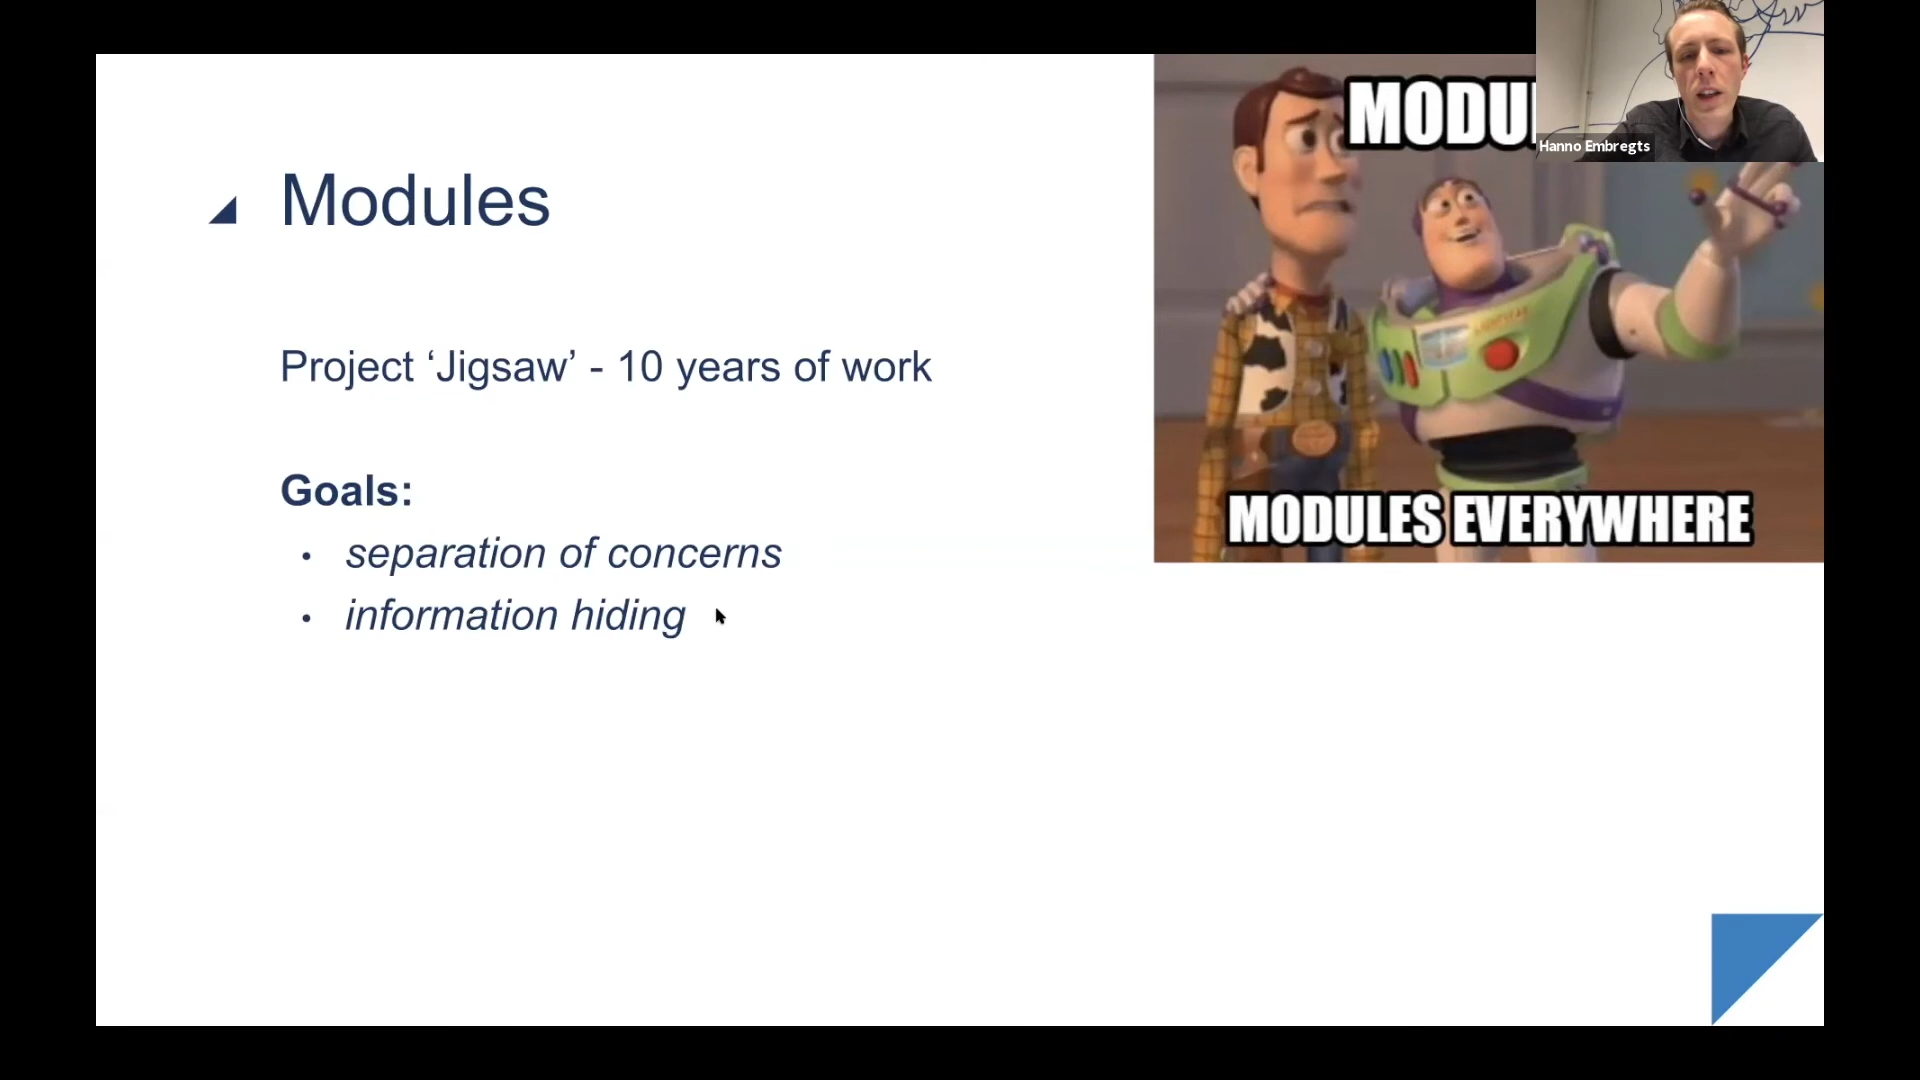 MODU
Hanno Embregts
Modules
Project ‘Jigsaw’ - 10 years of work
MODULES EVERYWHERE
Goals:
• separation of concerns
• information hiding